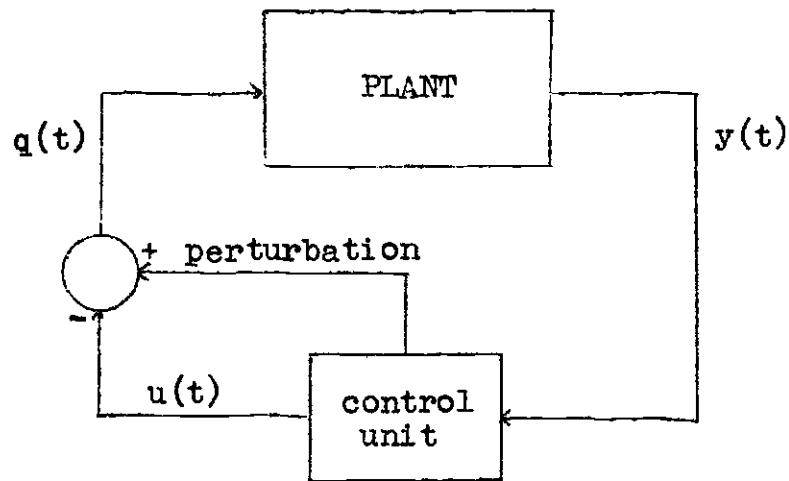 PLANT
q(t)
y(t)
+ perturbation
-
u(t)
control
unit